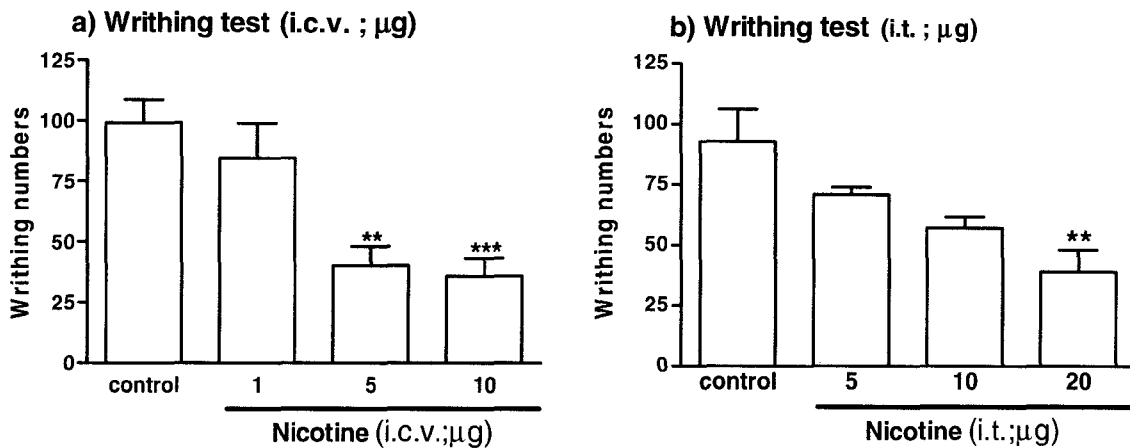 a) Writhing test (i.c.v. ; μg)
125
100
75
50
25
0
Writhing numbers
**
***
control 1 5 10
Nicotine (i.c.v.;μg)
b) Writhing test (i.t. ; μg)
125
100
75
50
25
0
Writhing numbers
**
control 5 10 20
Nicotine (i.t.;μg)